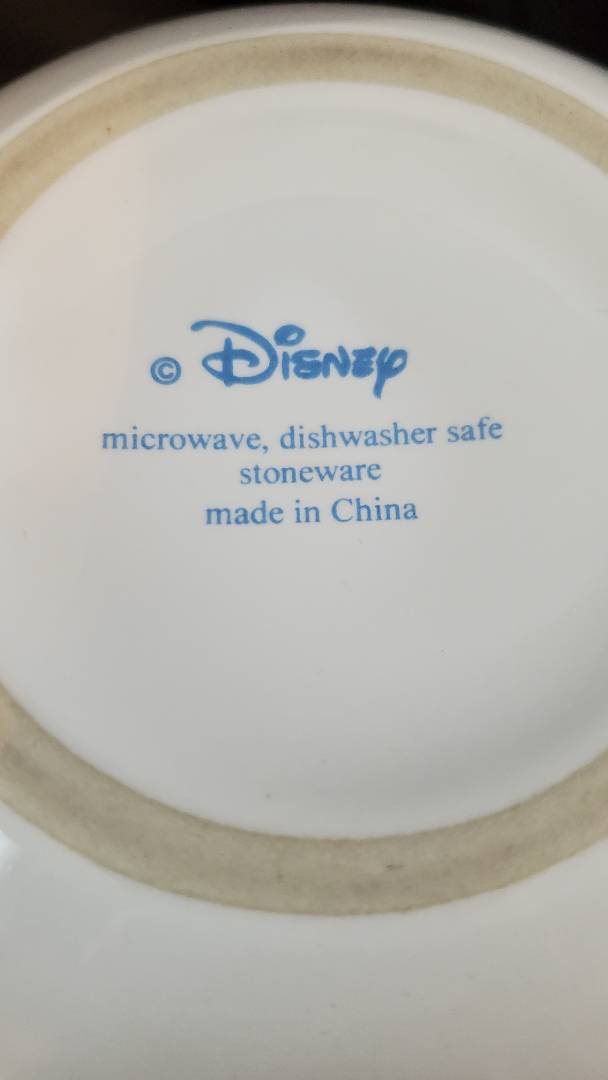 © Disney
microwave, dishwasher safe
stoneware
made in China